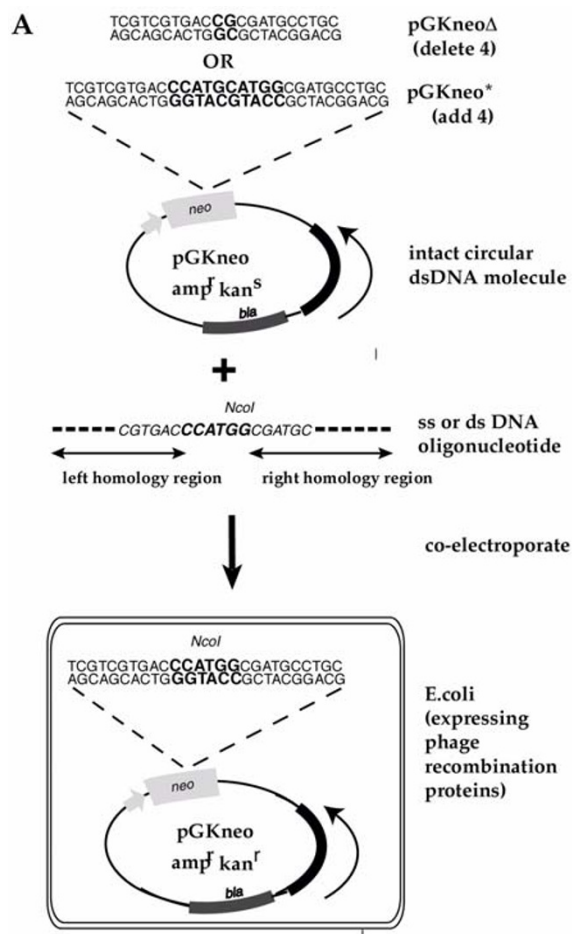 A
TCGTCGTGACCGCGATGCCTGC
AGCAGCACTGGCGCTACGGACG
pGKneoΔ
(delete 4)
OR
TCGTCGTGACCCATGCATGGCGATGCCTGC
AGCAGCACTGGGTACGTACCGCTACGGACG
pGKneo*
(add 4)
neo
pGKneo
ampʳ kanˢ
bla
intact circular
dsDNA molecule
+
NcoI
CGTGACCCATGGCGATGC
ss or ds DNA
oligonucleotide
left homology region
right homology region
co-electroporate
NcoI
TCGTCGTGACCCATGGCGATGCCTGC
AGCAGCACTGGGTACCGCTACGGACG
E.coli
(expressing
phage
recombination
proteins)
neo
pGKneo
ampʳ kanʳ
bla